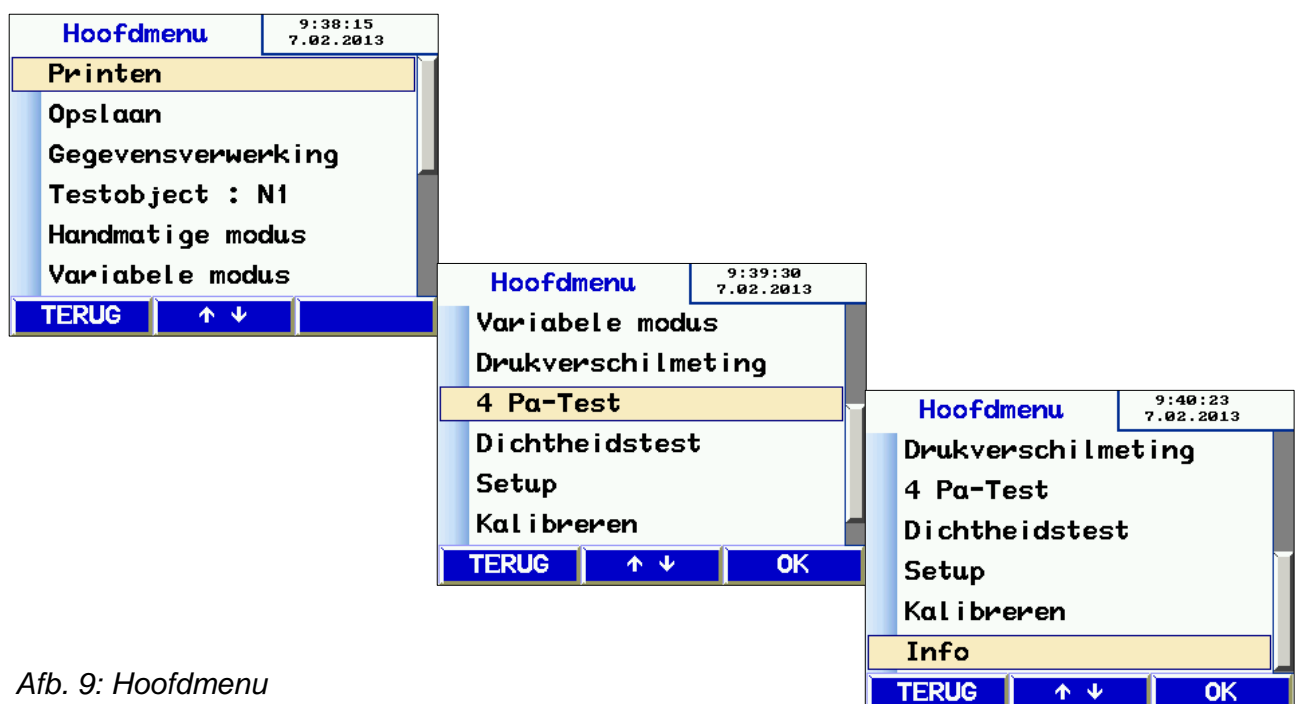 Hoofdmenu 9:38:15
7.02.2013
Printen
Opslaan
Gegevensverwerking
Testobject : N1
Handmatige modus
Variabele modus
TERUG ↑ ↓
Hoofdmenu 9:39:30
7.02.2013
Variabele modus
Drukverschilmeting
4 Pa-Test
Dichtheidstest
Setup
Kalibreren
TERUG ↑ ↓ OK
Hoofdmenu 9:40:23
7.02.2013
Drukverschilmeting
4 Pa-Test
Dichtheidstest
Setup
Kalibreren
Info
TERUG ↑ ↓ OK
Afb. 9: Hoofdmenu